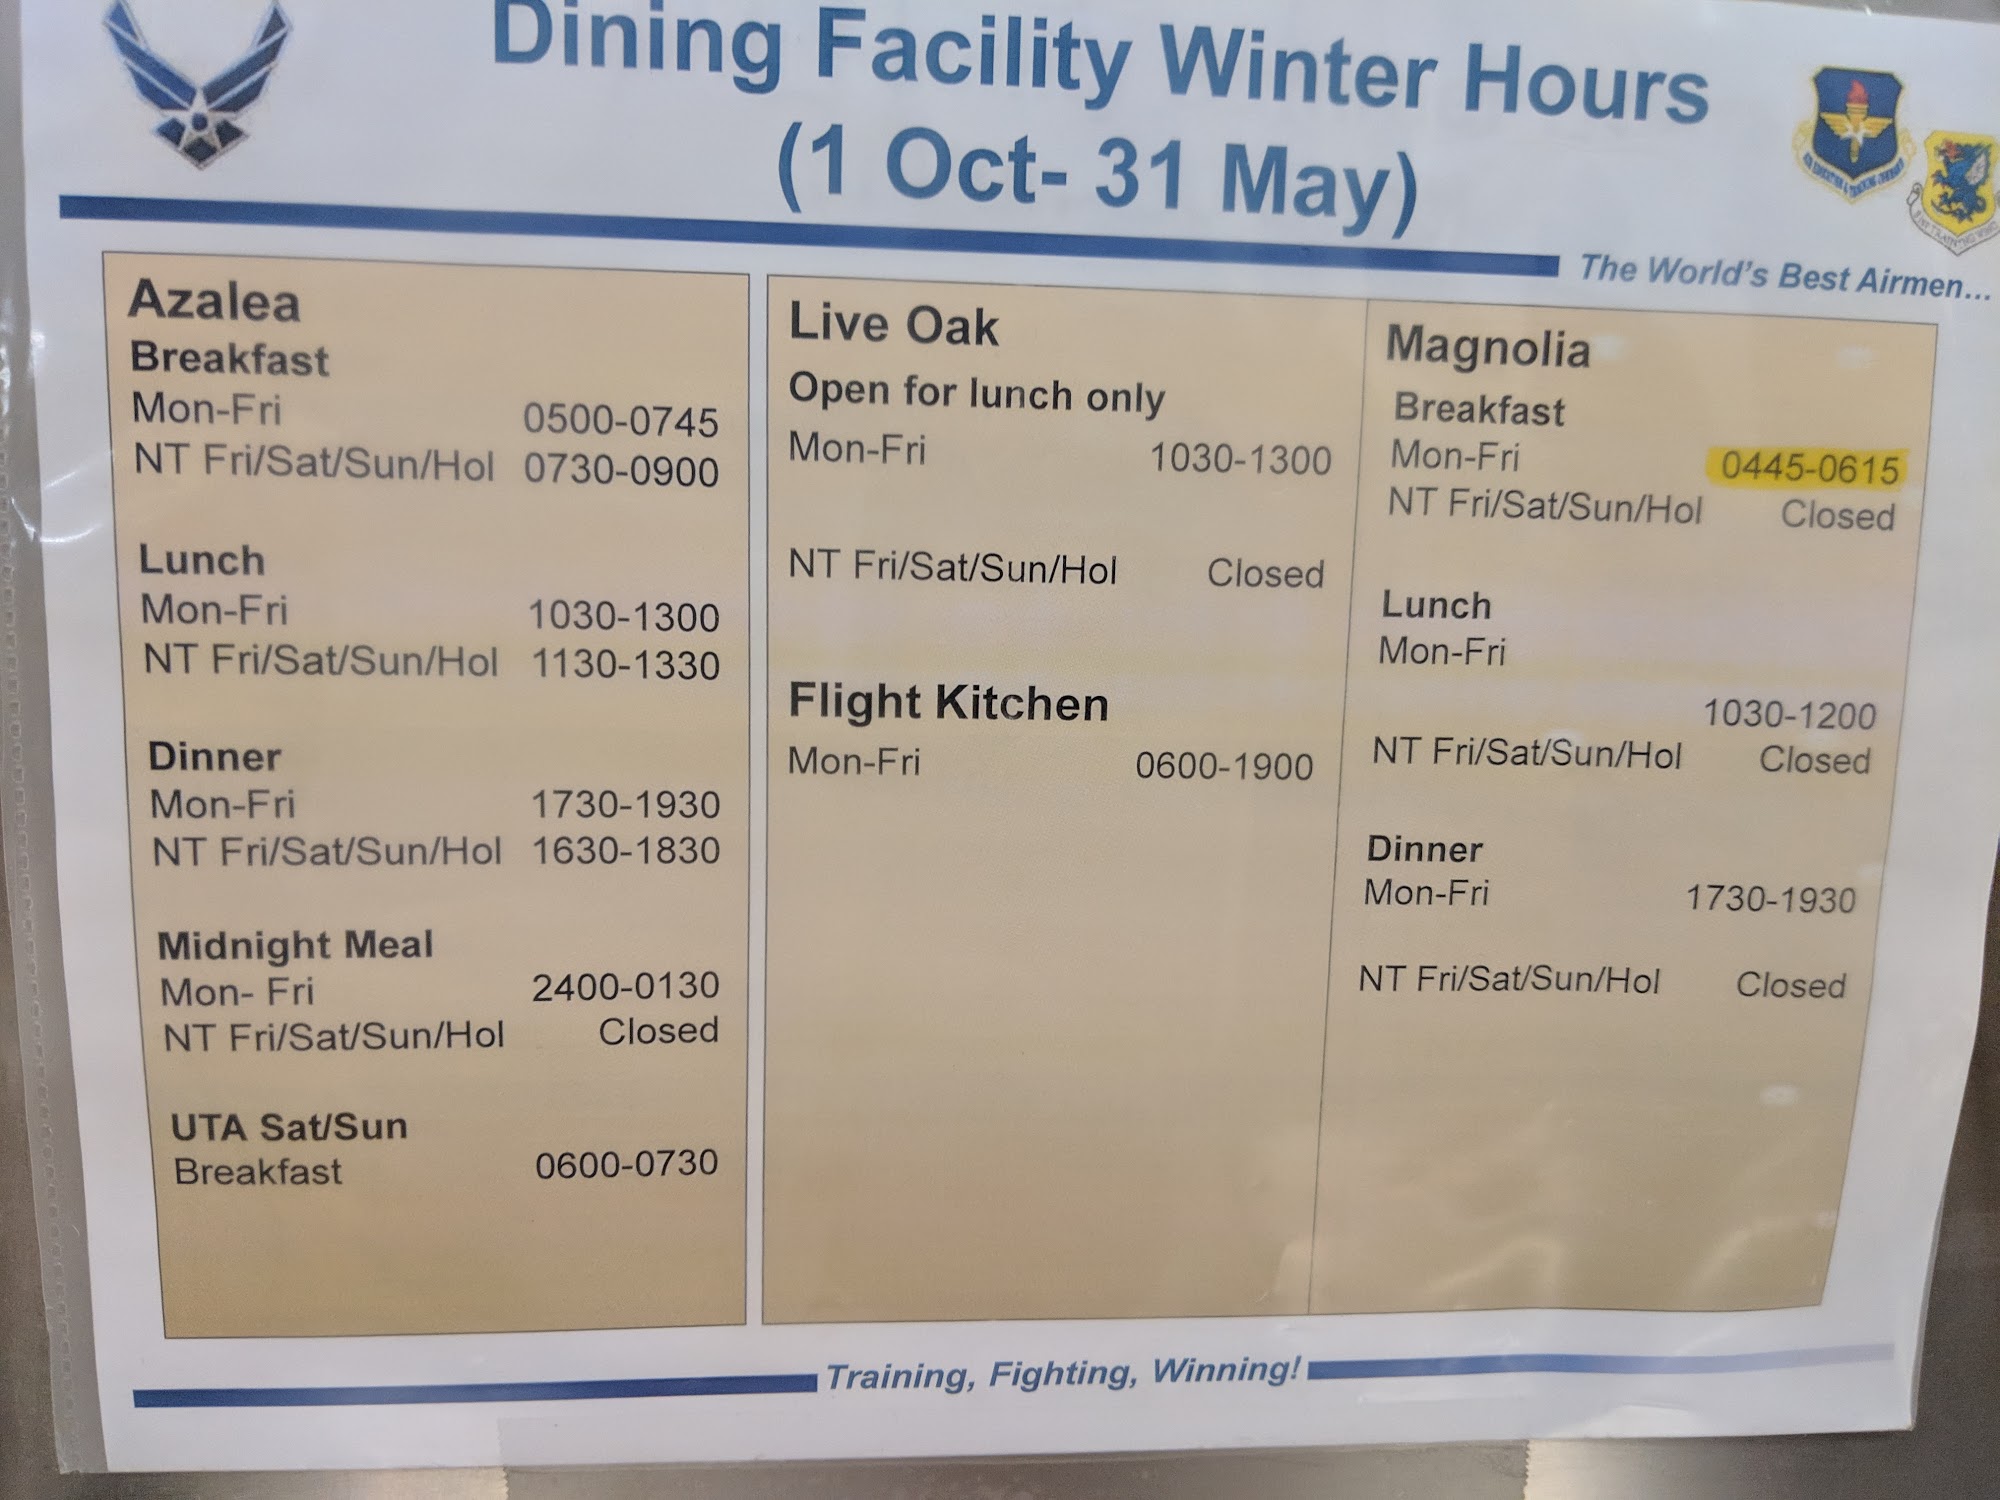 Dining Facility Winter Hours
(1 Oct- 31 May)
The World's Best Airmen...
Azalea
Breakfast
Mon-Fri 0500-0745
NT Fri/Sat/Sun/Hol 0730-0900
Lunch
Mon-Fri 1030-1300
NT Fri/Sat/Sun/Hol 1130-1330
Dinner
Mon-Fri 1730-1930
NT Fri/Sat/Sun/Hol 1630-1830
Midnight Meal
Mon- Fri 2400-0130
NT Fri/Sat/Sun/Hol Closed
UTA Sat/Sun
Breakfast 0600-0730
Live Oak
Open for lunch only
Mon-Fri 1030-1300
NT Fri/Sat/Sun/Hol Closed
Flight Kitchen
Mon-Fri 0600-1900
Magnolia
Breakfast
Mon-Fri 0445-0615
NT Fri/Sat/Sun/Hol Closed
Lunch
Mon-Fri
1030-1200
NT Fri/Sat/Sun/Hol Closed
Dinner
Mon-Fri 1730-1930
NT Fri/Sat/Sun/Hol Closed
Training, Fighting, Winning!